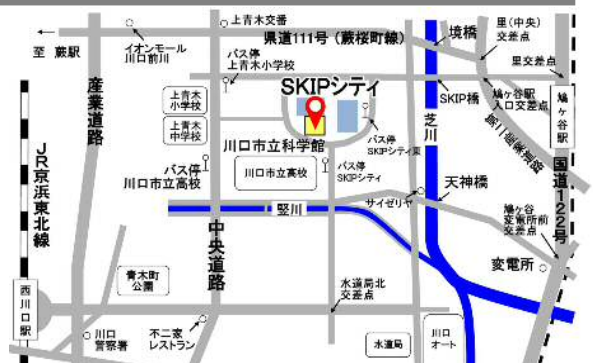 上青木交番
県道111号(蕨桜町線)
境橋
里(中央)
交差点
至 蕨駅
イオンモール
川口前川
バス停
上青木小学校
里交差点
SKIPシティ
SKIP橋
鳩ヶ谷駅
入口交差点
産業道路
上青木
小学校
上青木
中学校
芝川
鳩ヶ谷駅
第二産業道路
バス停
SKIPシティ東
川口市立科学館
JR京浜東北線
バス停
川口市立高校
川口市立高校
バス停
SKIPシティ
国道122号
天神橋
サイゼリヤ
竪川
鳩ヶ谷
変電所前
交差点
中央道路
変電所
青木町
公園
水道局北
交差点
西川口駅
川口
警察署
不二家
レストラン
水道局
川口
オート